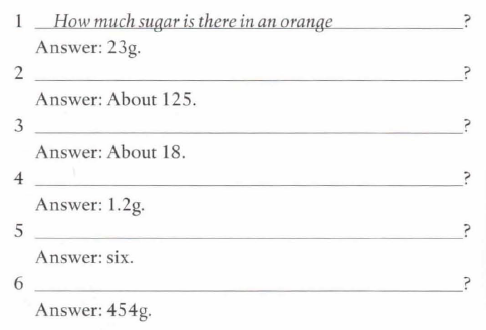 1 How much sugar is there in an orange ?
Answer: 23g.
2 ?
Answer: About 125.
3 ?
Answer: About 18.
4 ?
Answer: 1.2g.
5 ?
Answer: six.
6 ?
Answer: 454g.